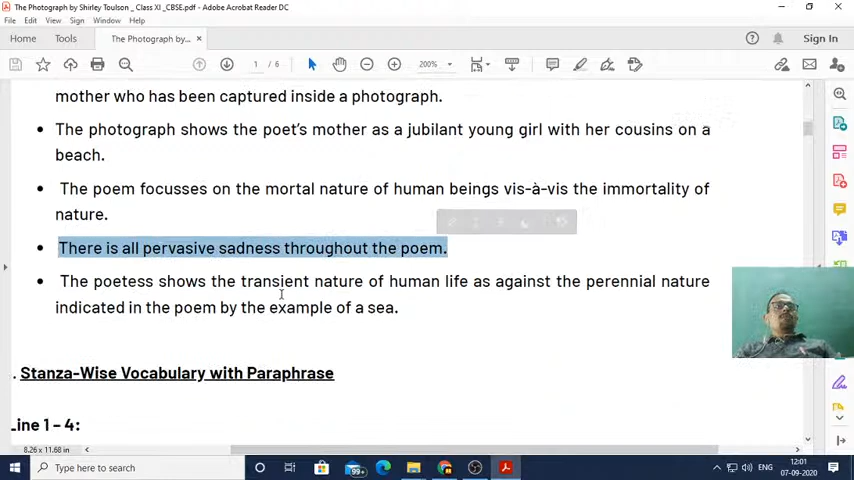 The Photograph by Shirley Toulson _ Class XI _CBSE.pdf - Adobe Acrobat Reader DC
File Edit View Sign Window Help
Home Tools The Photograph by... × Sign In
1 / 6 200%
mother who has been captured inside a photograph.
• The photograph shows the poet's mother as a jubilant young girl with her cousins on a
beach.
• The poem focusses on the mortal nature of human beings vis-à-vis the immortality of
nature.
• There is all pervasive sadness throughout the poem.
• The poetess shows the transient nature of human life as against the perennial nature
indicated in the poem by the example of a sea.
. Stanza-Wise Vocabulary with Paraphrase
Line 1 – 4:
8.26 x 11.68 in
Type here to search
99+
ENG
12:01
07-09-2020